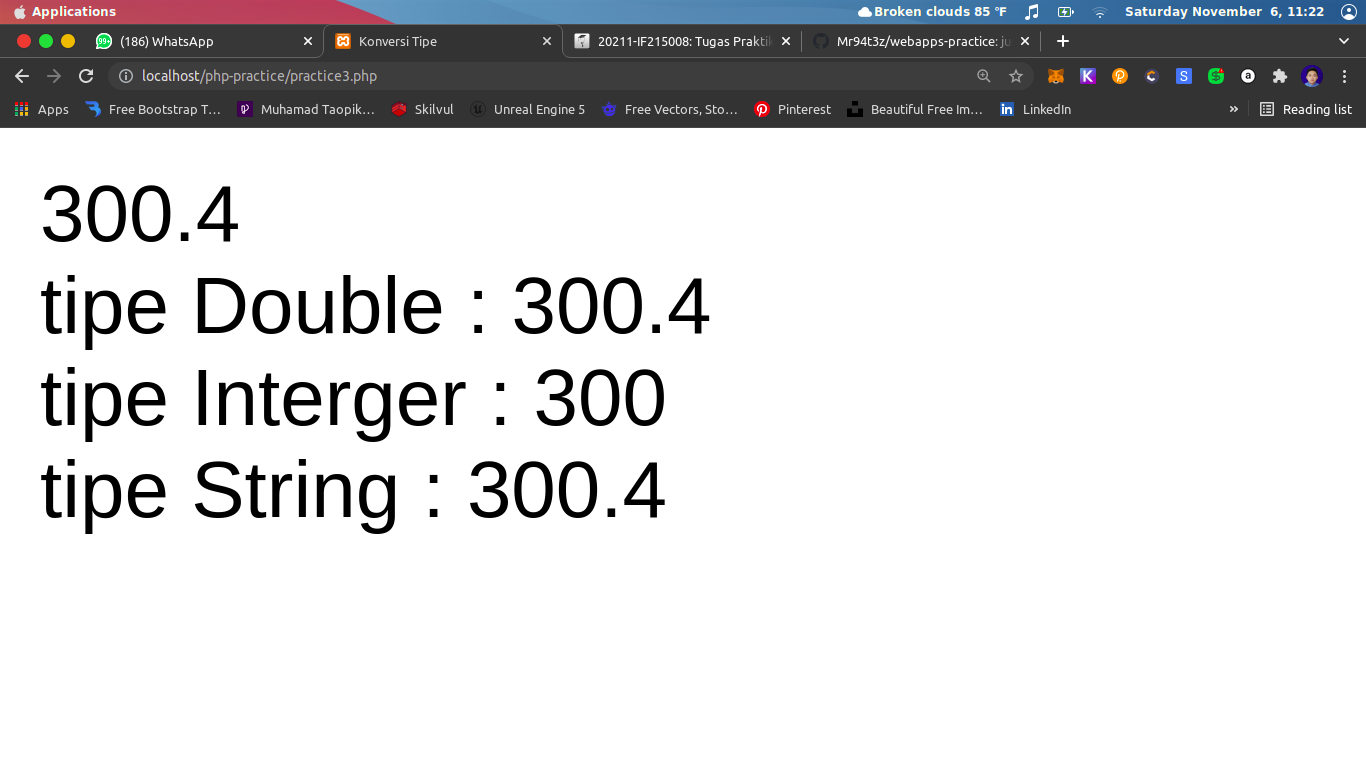 Applications
Broken clouds 85 °F
Saturday November 6, 11:22
99+
(186) WhatsApp
Konversi Tipe
20211-IF215008: Tugas Prakti
Mr94t3z/webapps-practice: ju
localhost/php-practice/practice3.php
Apps
Free Bootstrap T…
Muhamad Taopik…
Skilvul
Unreal Engine 5
Free Vectors, Sto…
Pinterest
Beautiful Free Im…
LinkedIn
»
Reading list
300.4
tipe Double : 300.4
tipe Interger : 300
tipe String : 300.4